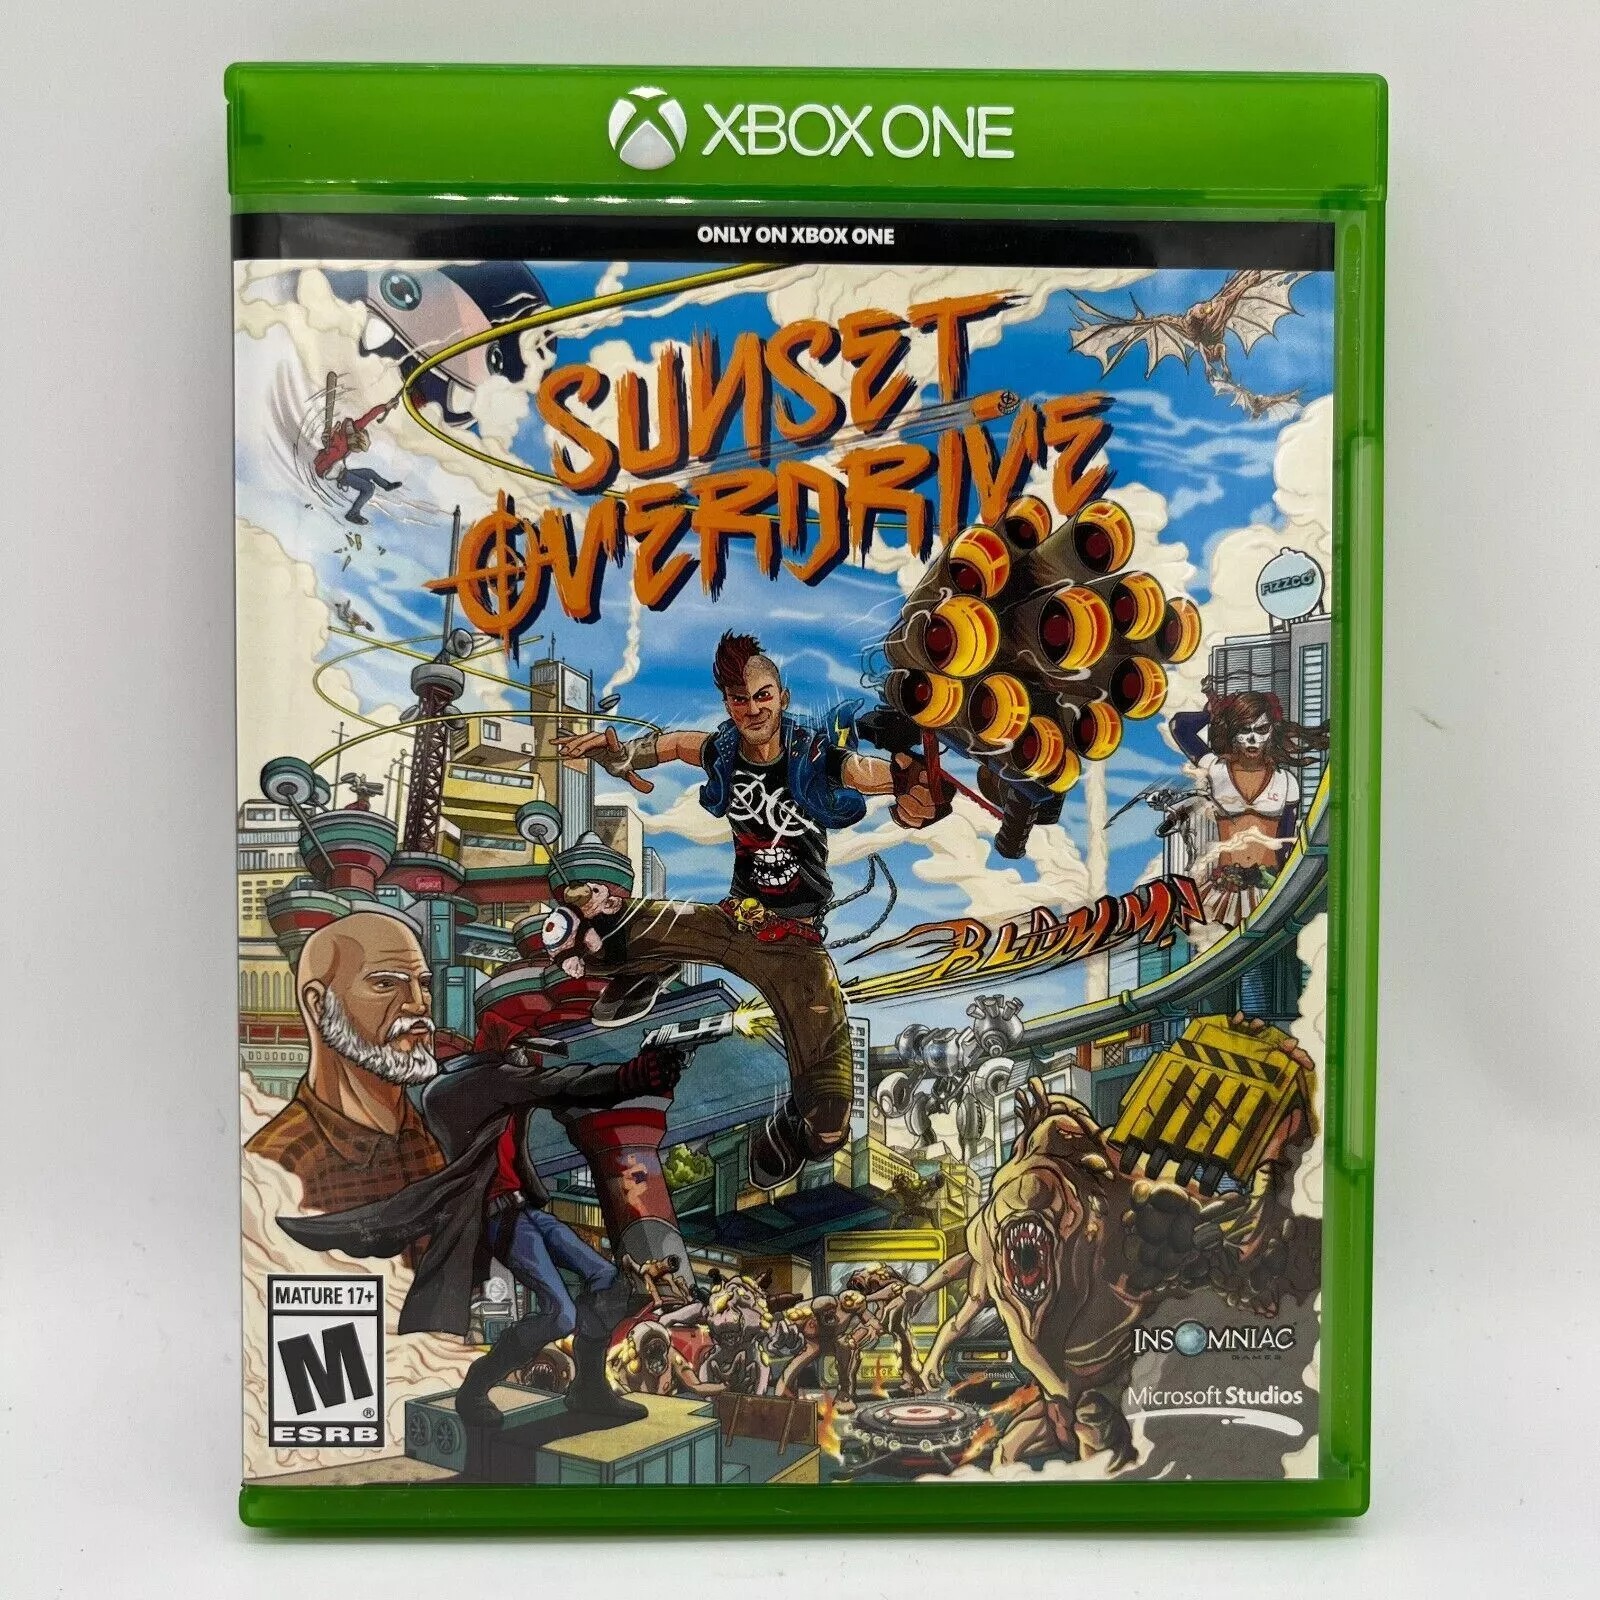 XBOX ONE
ONLY ON XBOX ONE
SUNSET
OVERDRIVE
FIZZCO
BLAMM!
MATURE 17+
M
®
ESRB
INSOMNIAC
GAMES
Microsoft Studios